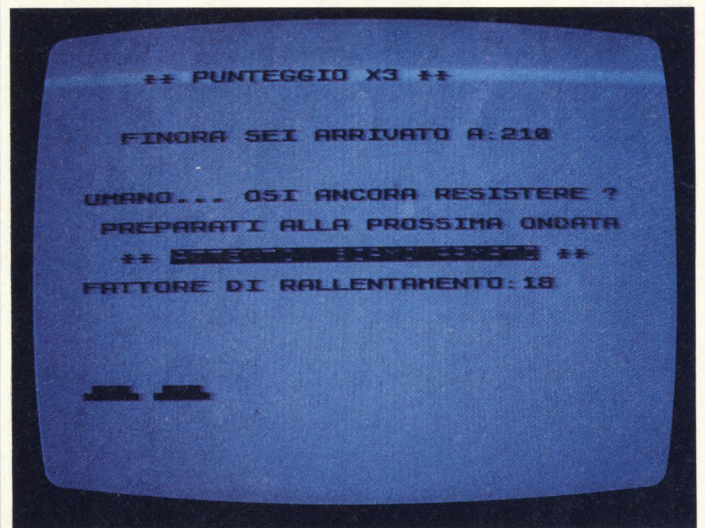 ** PUNTEGGIO X3 **
FINORA SEI ARRIVATO A:210
UMANO... OSI ANCORA RESISTERE ?
PREPARATI ALLA PROSSIMA ONDATA
** **
FATTORE DI RALLENTAMENTO:18